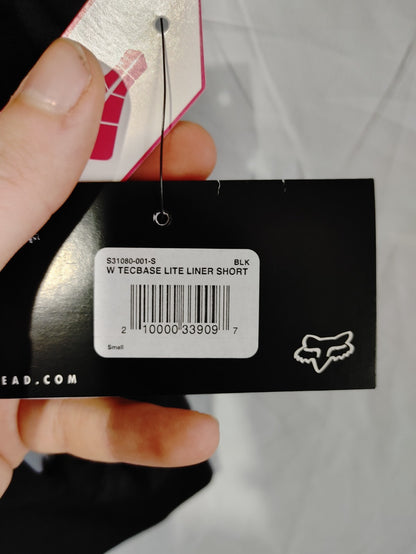 S31080-001-S BLK
W TECBASE LITE LINER SHORT
2 10000 33909 7
Small
EAD.COM